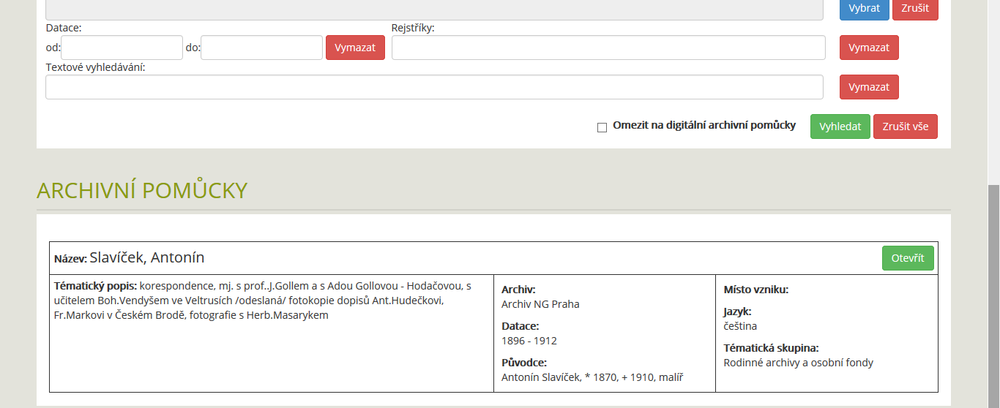 Vybrat Zrušit
Datace: Rejstříky:
od: do: Vymazat Vymazat
Textové vyhledávání:
Vymazat
Omezit na digitální archivní pomůcky Vyhledat Zrušit vše
ARCHIVNÍ POMŮCKY
Název: Slavíček, Antonín Otevřít
Tématický popis: korespondence, mj. s prof..J.Gollem a s Adou Gollovou - Hodačovou, s
učitelem Boh.Vendyšem ve Veltrusích /odeslaná/ fotokopie dopisů Ant.Hudečkovi,
Fr.Markovi v Českém Brodě, fotografie s Herb.Masarykem
Archiv:
Archiv NG Praha
Datace:
1896 - 1912
Původce:
Antonín Slavíček, * 1870, + 1910, malíř
Místo vzniku:
Jazyk:
čeština
Tématická skupina:
Rodinné archivy a osobní fondy